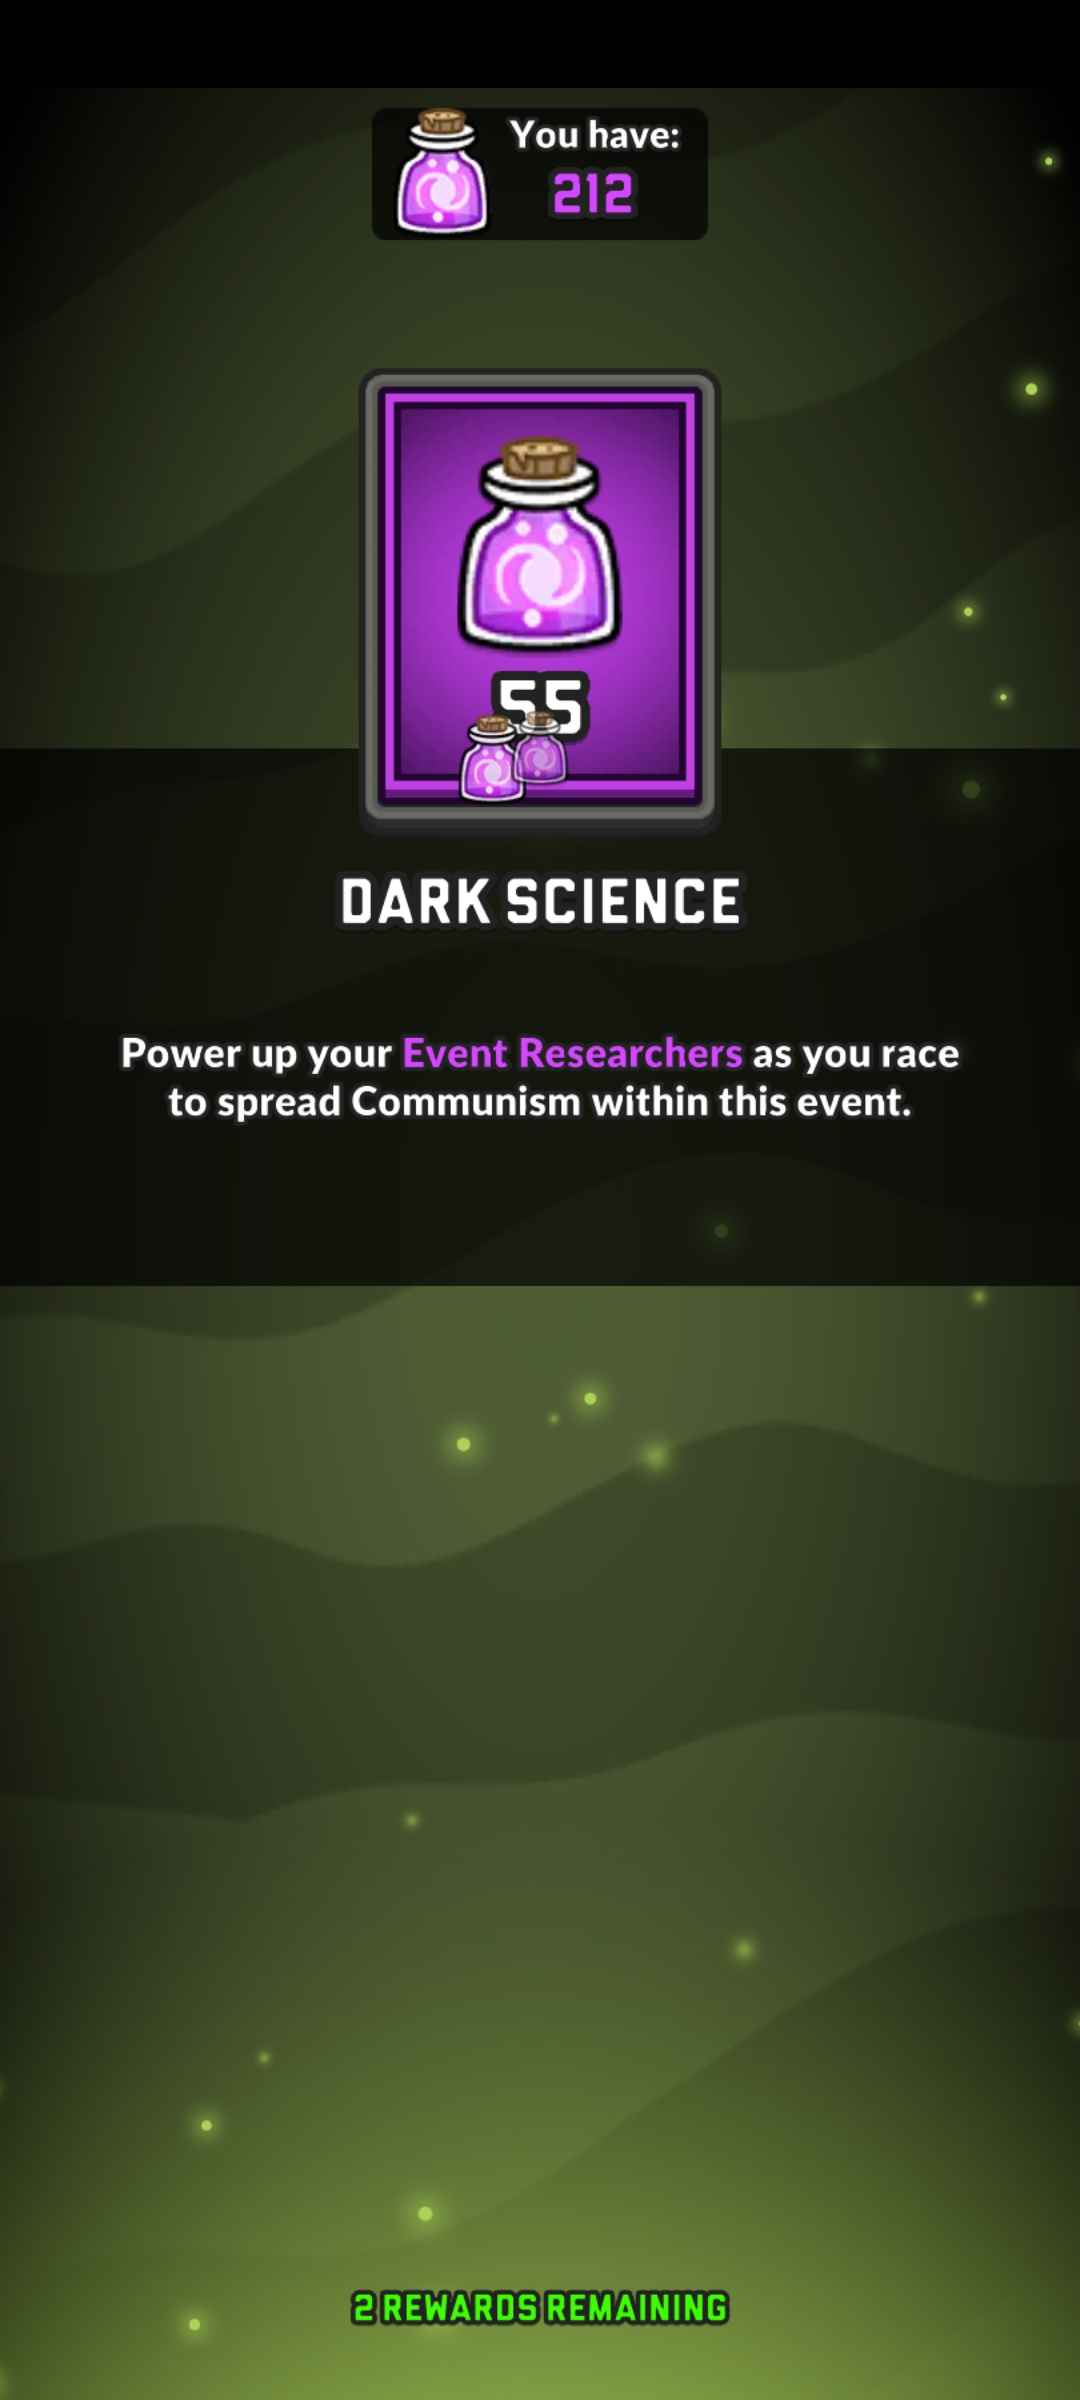 You have:
212
55
DARK SCIENCE
Power up your Event Researchers as you race
to spread Communism within this event.
2 REWARDS REMAINING